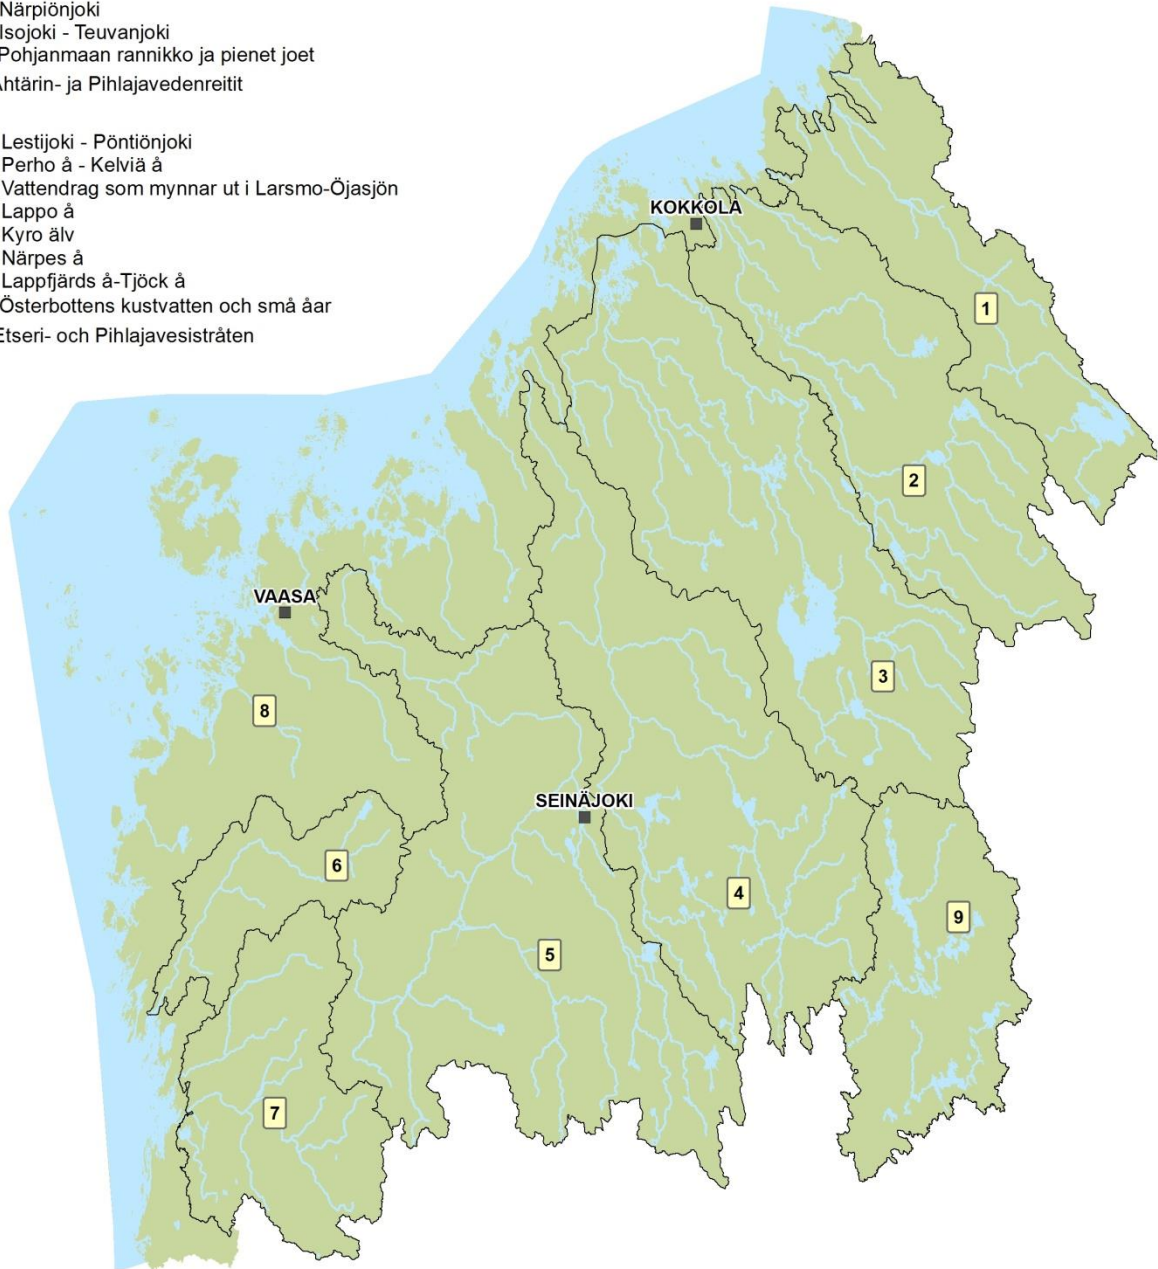 Närpiönjoki
Isojoki - Teuvanjoki
Pohjanmaan rannikko ja pienet joet
htärin- ja Pihlajavedenreitit
Lestijoki - Pöntiönjoki
Perho å - Kelviä å
Vattendrag som mynnar ut i Larsmo-Öjasjön
Lappo å
Kyro älv
Närpes å
Lappfjärds å-Tjöck å
Österbottens kustvatten och små åar
Etseri- och Pihlajavesistråten
KOKKOLA
1
2
VAASA
3
8
SEINÄJOKI
6
4
9
5
7